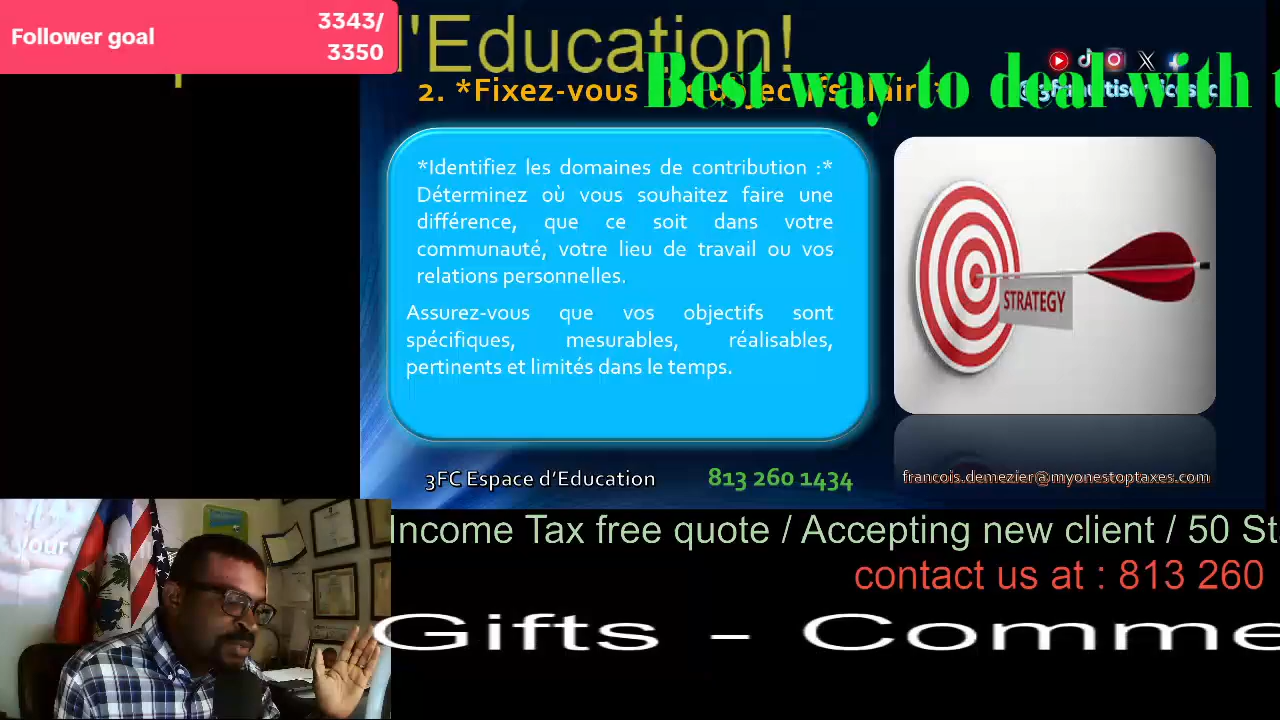 Follower goal
3343/
3350
l'Education!
2. *Fixez-vous
Best way to deal with t
*Identifiez les domaines de contribution :*
Déterminez où vous souhaitez faire une
différence, que ce soit dans votre
communauté, votre lieu de travail ou vos
relations personnelles.
Assurez-vous que vos objectifs sont
spécifiques, mesurables, réalisables,
pertinents et limités dans le temps.
STRATEGY
3FC Espace d'Education
813 260 1434
francois.demezier@myonestoptaxes.com
your
Income Tax free quote / Accepting new client / 50 St
contact us at : 813 260
Gifts - Comme